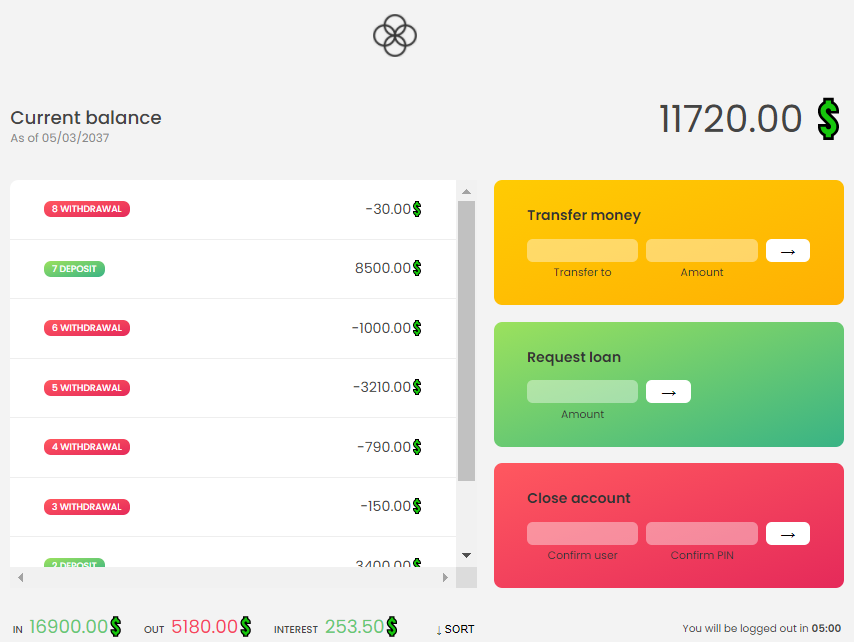 Current balance
As of 05/03/2037
11720.00 $
8 WITHDRAWAL -30.00$
7 DEPOSIT 8500.00$
6 WITHDRAWAL -1000.00$
5 WITHDRAWAL -3210.00$
4 WITHDRAWAL -790.00$
3 WITHDRAWAL -150.00$
2 DEPOSIT 3400.00$
Transfer money
→
Transfer to Amount
Request loan
→
Amount
Close account
→
Confirm user Confirm PIN
IN 16900.00$ OUT 5180.00$ INTEREST 253.50$ ↓ SORT
You will be logged out in 05:00